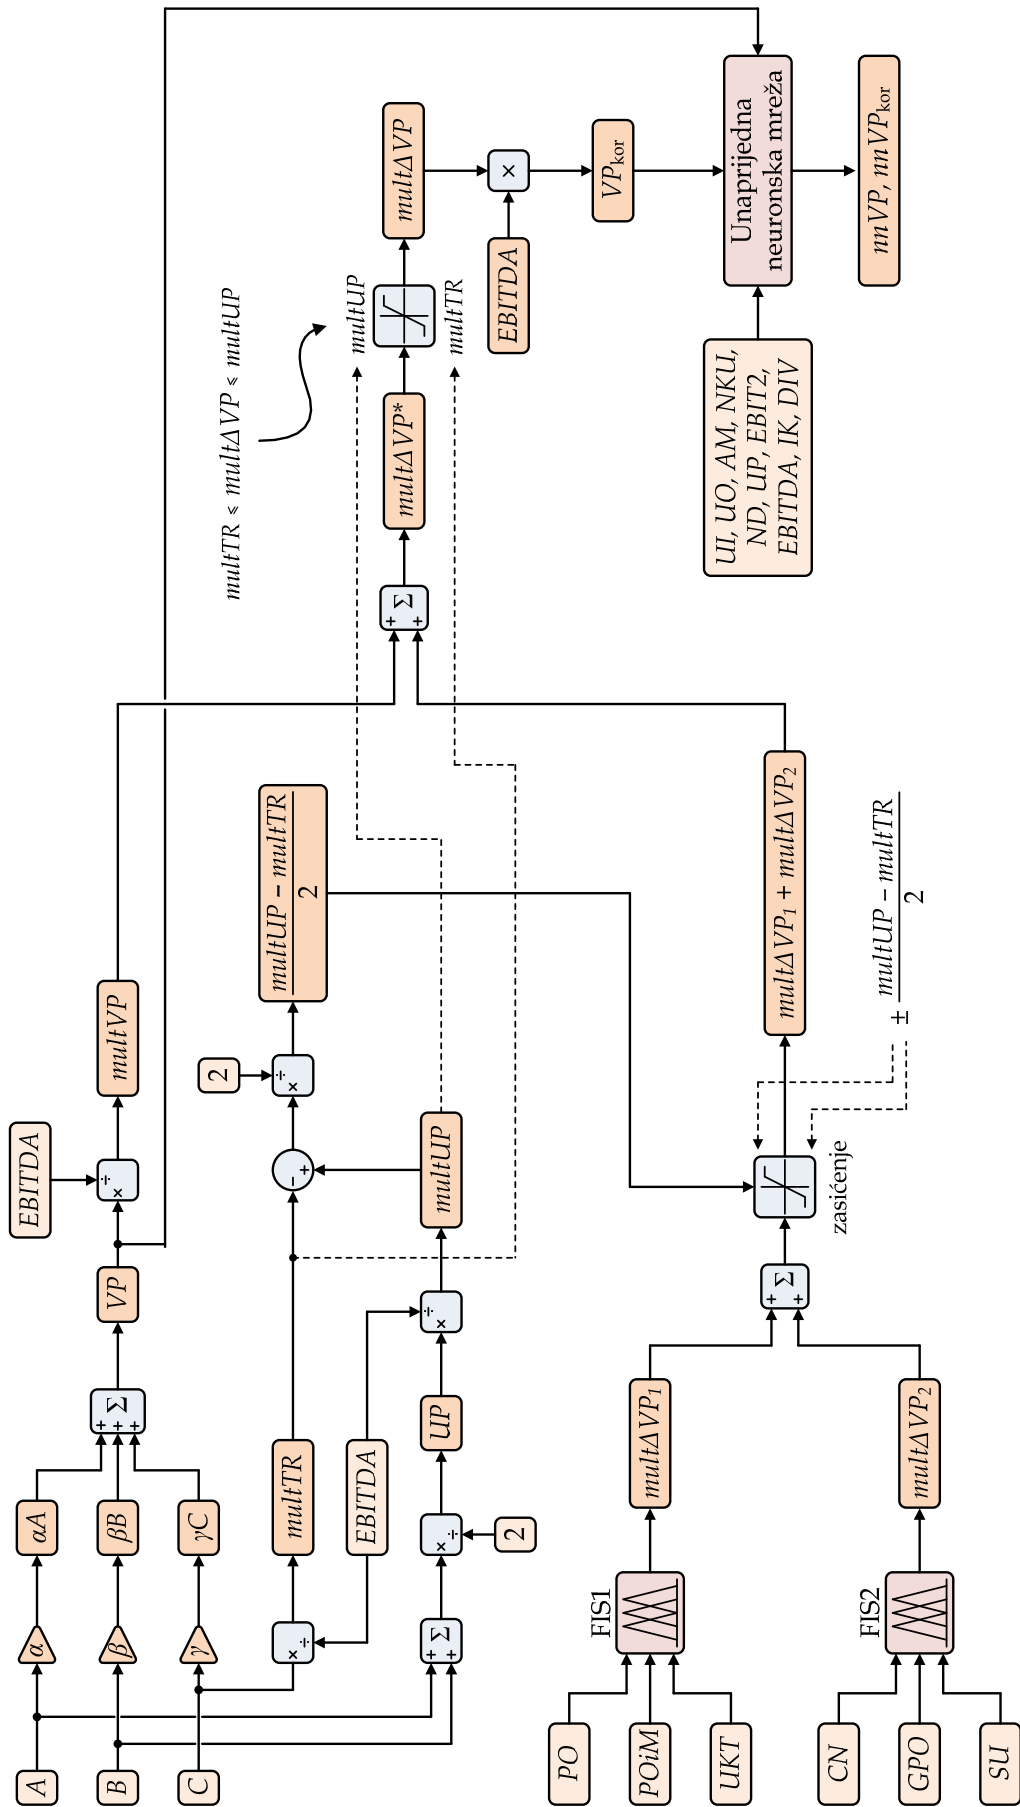 A
α
αA
B
β
βB
C
γ
γC
+
+
+
Σ
VP
×
÷
EBITDA
multVP
×
÷
multTR
EBITDA
+
+
Σ
×
÷
2
UP
×
÷
multUP
−
+
×
÷
2
multUP − multTR
2
+
+
Σ
multΔVP*
multTR ⩽ multΔVP ⩽ multUP
multUP
multTR
multΔVP
EBITDA
×
VPkor
PO
POiM
UKT
FIS1
multΔVP1
CN
GPO
SU
FIS2
multΔVP2
+
+
Σ
zasićenje
±
multUP − multTR
2
multΔVP1 + multΔVP2
UI, UO, AM, NKU,
ND, UP, EBIT2,
EBITDA, IK, DIV
Unaprijedna
neuronska mreža
nnVP, nnVPkor